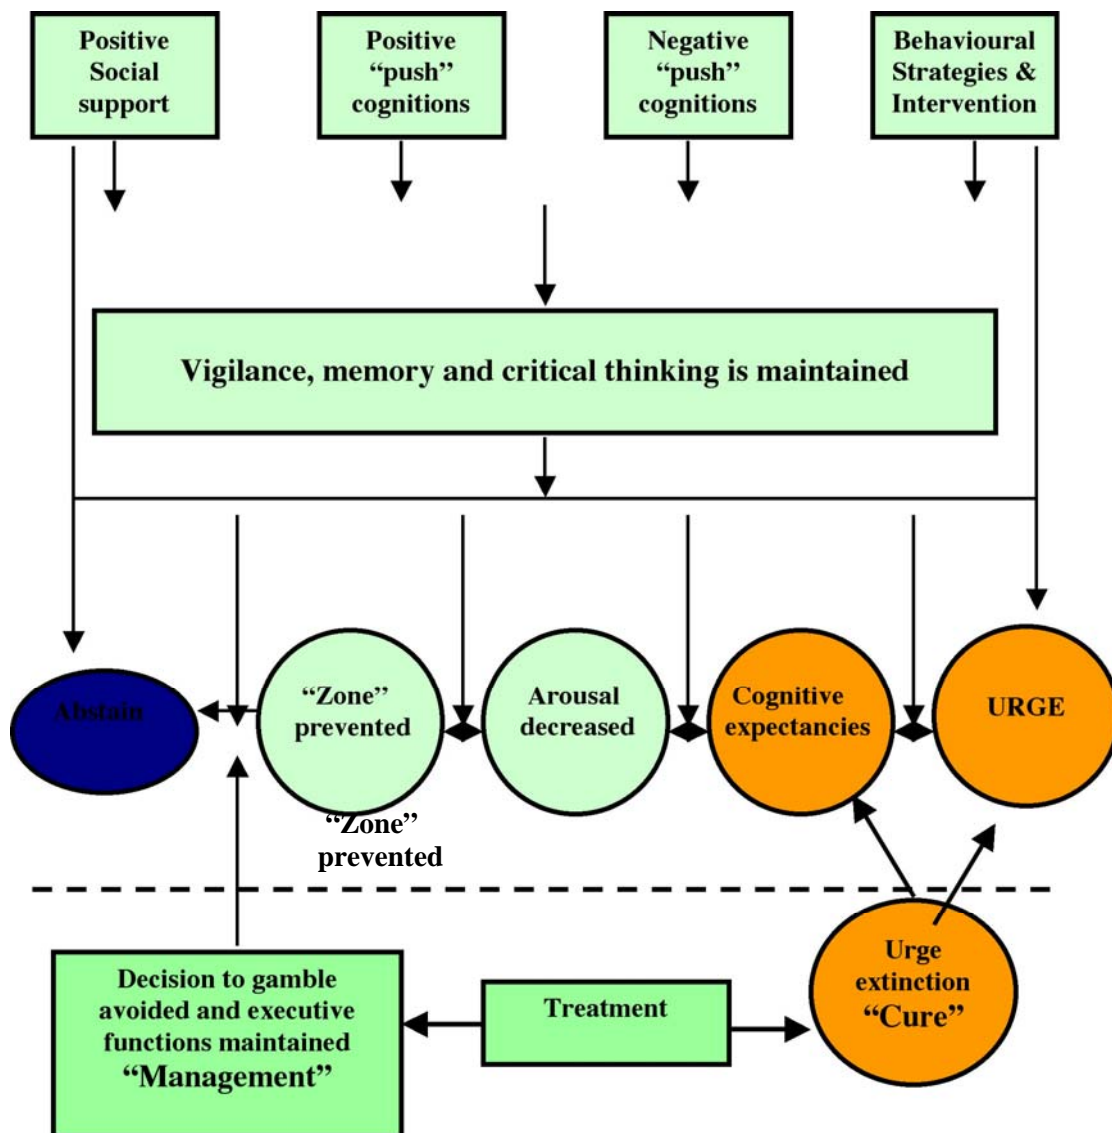 Positive
Social
support
Positive
“push”
cognitions
Negative
“push”
cognitions
Behavioural
Strategies &
Intervention
Vigilance, memory and critical thinking is maintained
Abstain
“Zone”
prevented
Arousal
decreased
Cognitive
expectancies
URGE
“Zone”
prevented
Decision to gamble
avoided and executive
functions maintained
“Management”
Treatment
Urge
extinction
“Cure”